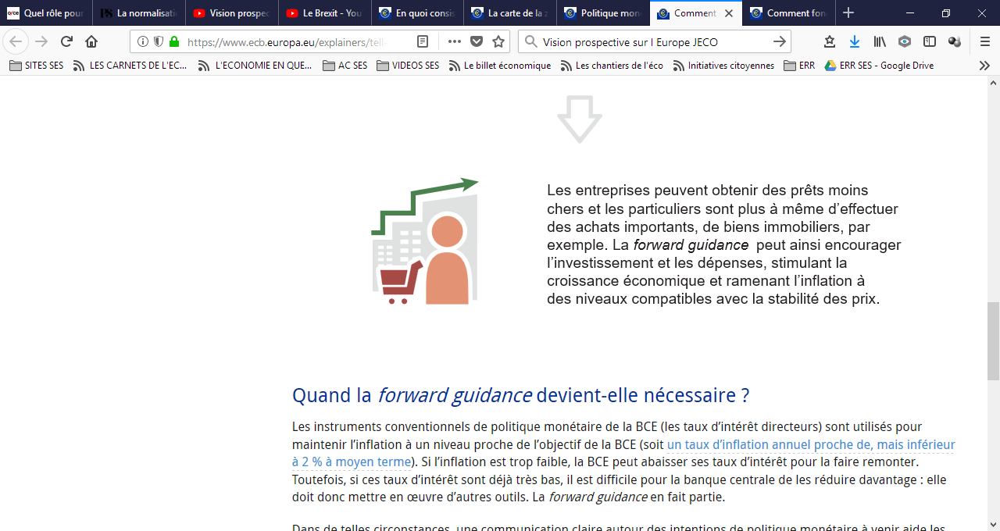 Quel rôle pour
La normalisati
Vision prospec
Le Brexit - You
En quoi consis
La carte de la z
Politique mon
Comment
Comment fon
https://www.ecb.europa.eu/explainers/tell-
Vision prospective sur l Europe JECO
SITES SES
LES CARNETS DE L'EC...
L'ECONOMIE EN QUE...
AC SES
VIDEOS SES
Le billet économique
Les chantiers de l'éco
Initiatives citoyennes
ERR
ERR SES - Google Drive
Les entreprises peuvent obtenir des prêts moins
chers et les particuliers sont plus à même d’effectuer
des achats importants, de biens immobiliers, par
exemple. La forward guidance peut ainsi encourager
l’investissement et les dépenses, stimulant la
croissance économique et ramenant l’inflation à
des niveaux compatibles avec la stabilité des prix.
Quand la forward guidance devient-elle nécessaire ?
Les instruments conventionnels de politique monétaire de la BCE (les taux d’intérêt directeurs) sont utilisés pour
maintenir l’inflation à un niveau proche de l’objectif de la BCE (soit un taux d’inflation annuel proche de, mais inférieur
à 2 % à moyen terme). Si l’inflation est trop faible, la BCE peut abaisser ses taux d’intérêt pour la faire remonter.
Toutefois, si ces taux d’intérêt sont déjà très bas, il est difficile pour la banque centrale de les réduire davantage : elle
doit donc mettre en œuvre d’autres outils. La forward guidance en fait partie.
Dans de telles circonstances, une communication claire autour des intentions de politique monétaire à venir aide les